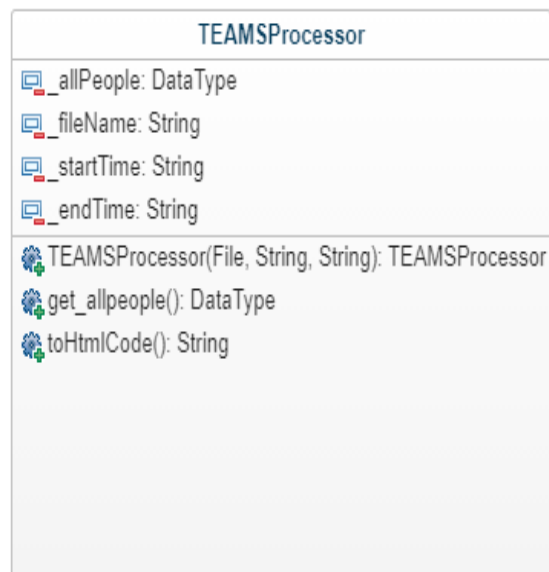 TEAMSProcessor
_allPeople: DataType
_fileName: String
_startTime: String
_endTime: String
TEAMSProcessor(File, String, String): TEAMSProcessor
get_allpeople(): DataType
toHtmlCode(): String